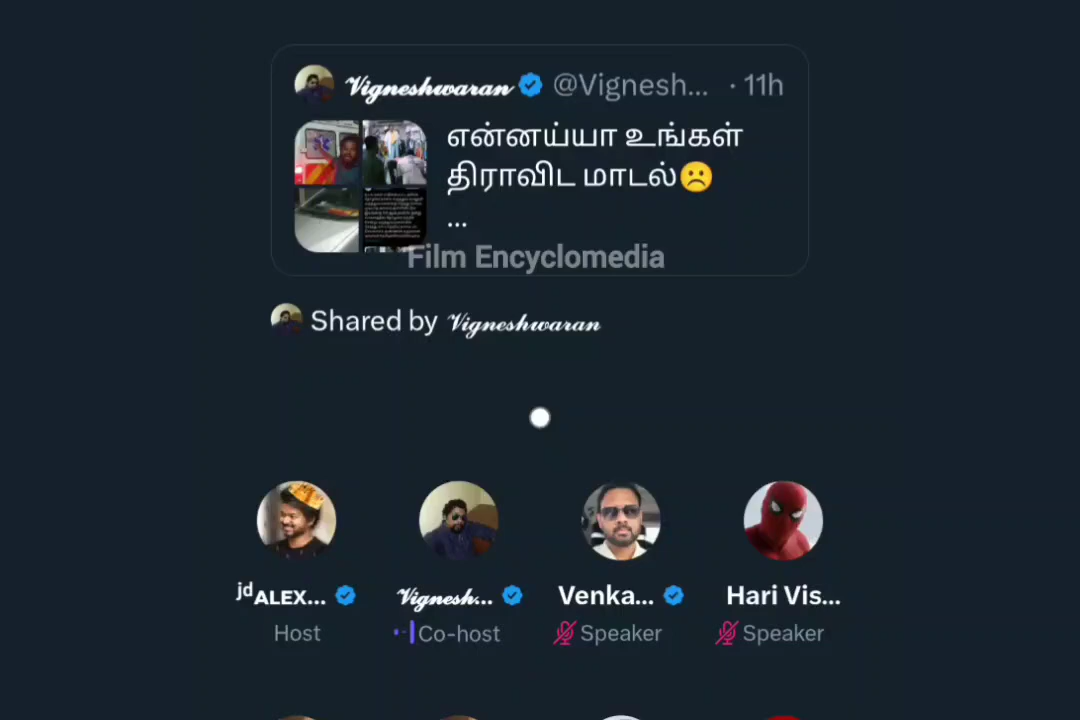 Vigneshwaran @Vignesh... · 11h
என்னய்யா உங்கள்
திராவிட மாடல்☹️
...
Film Encyclomedia
Shared by Vigneshwaran
jdALEX... Vignesh... Venka... Hari Vis...
Host Co-host Speaker Speaker